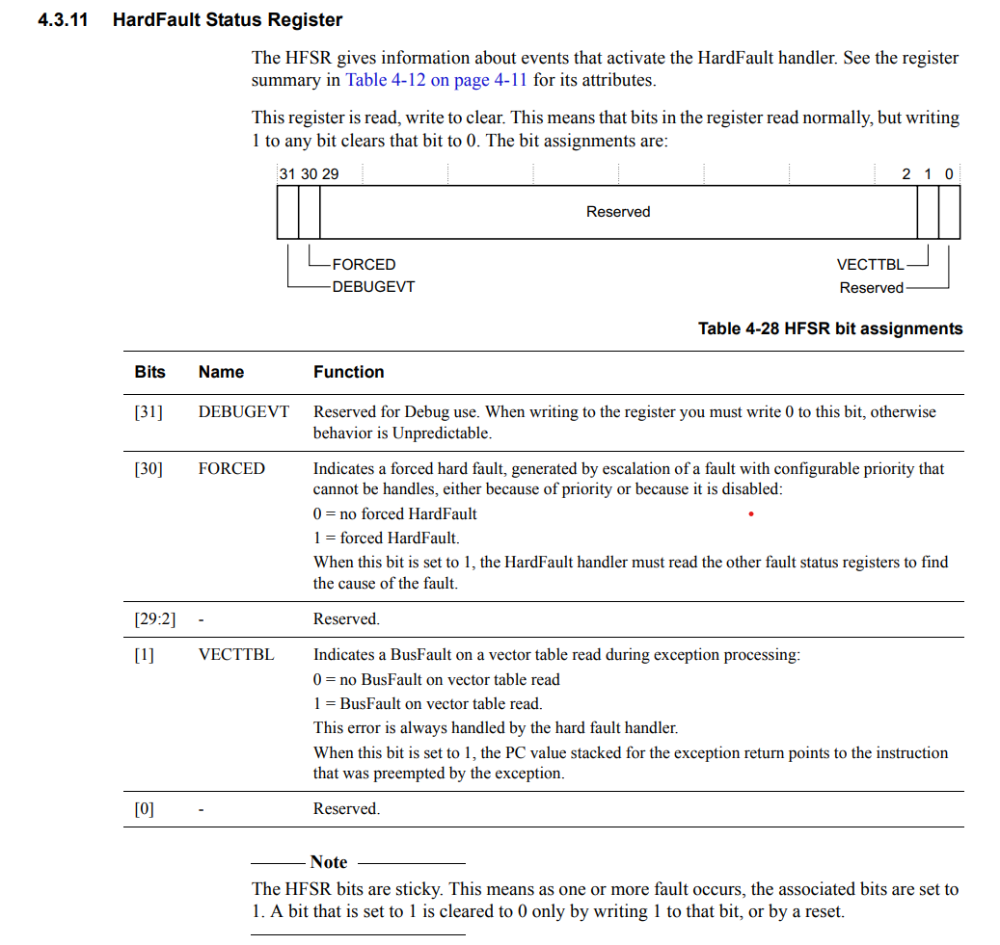 4.3.11 HardFault Status Register
The HFSR gives information about events that activate the HardFault handler. See the register
summary in Table 4-12 on page 4-11 for its attributes.
This register is read, write to clear. This means that bits in the register read normally, but writing
1 to any bit clears that bit to 0. The bit assignments are:
31 30 29 2 1 0
Reserved
FORCED VECTTBL
DEBUGEVT Reserved
Table 4-28 HFSR bit assignments
Bits Name Function
[31] DEBUGEVT Reserved for Debug use. When writing to the register you must write 0 to this bit, otherwise
behavior is Unpredictable.
[30] FORCED Indicates a forced hard fault, generated by escalation of a fault with configurable priority that
cannot be handles, either because of priority or because it is disabled:
0 = no forced HardFault
1 = forced HardFault.
When this bit is set to 1, the HardFault handler must read the other fault status registers to find
the cause of the fault.
[29:2] - Reserved.
[1] VECTTBL Indicates a BusFault on a vector table read during exception processing:
0 = no BusFault on vector table read
1 = BusFault on vector table read.
This error is always handled by the hard fault handler.
When this bit is set to 1, the PC value stacked for the exception return points to the instruction
that was preempted by the exception.
[0] - Reserved.
Note
The HFSR bits are sticky. This means as one or more fault occurs, the associated bits are set to
1. A bit that is set to 1 is cleared to 0 only by writing 1 to that bit, or by a reset.